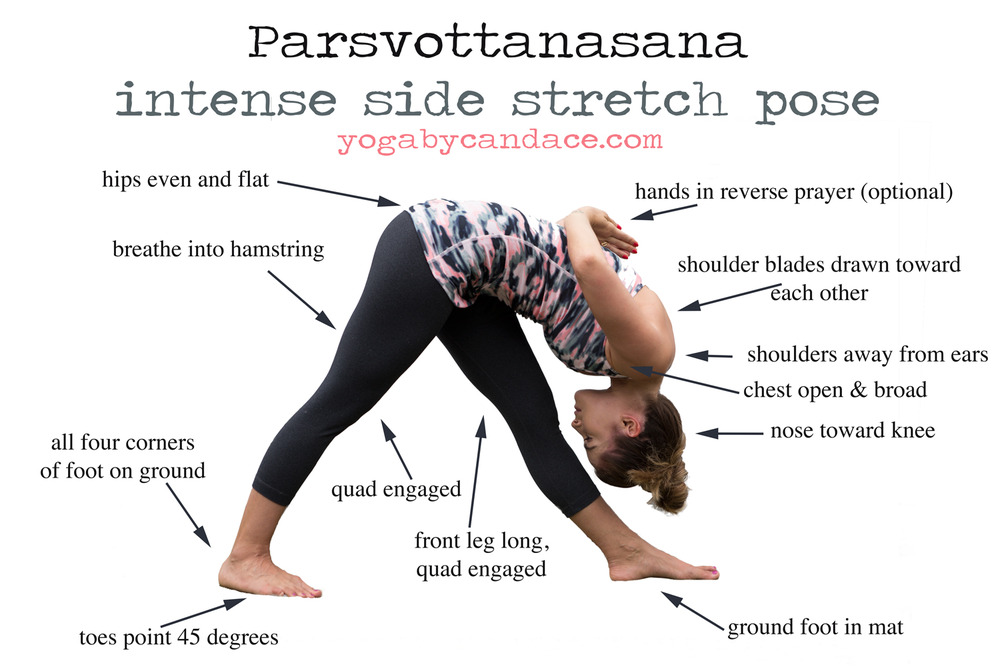 Parsvottanasana
intense side stretch pose
yogabycandace.com
hips even and flat
hands in reverse prayer (optional)
breathe into hamstring
shoulder blades drawn toward
each other
shoulders away from ears
chest open & broad
nose toward knee
all four corners
of foot on ground
quad engaged
front leg long,
quad engaged
ground foot in mat
toes point 45 degrees